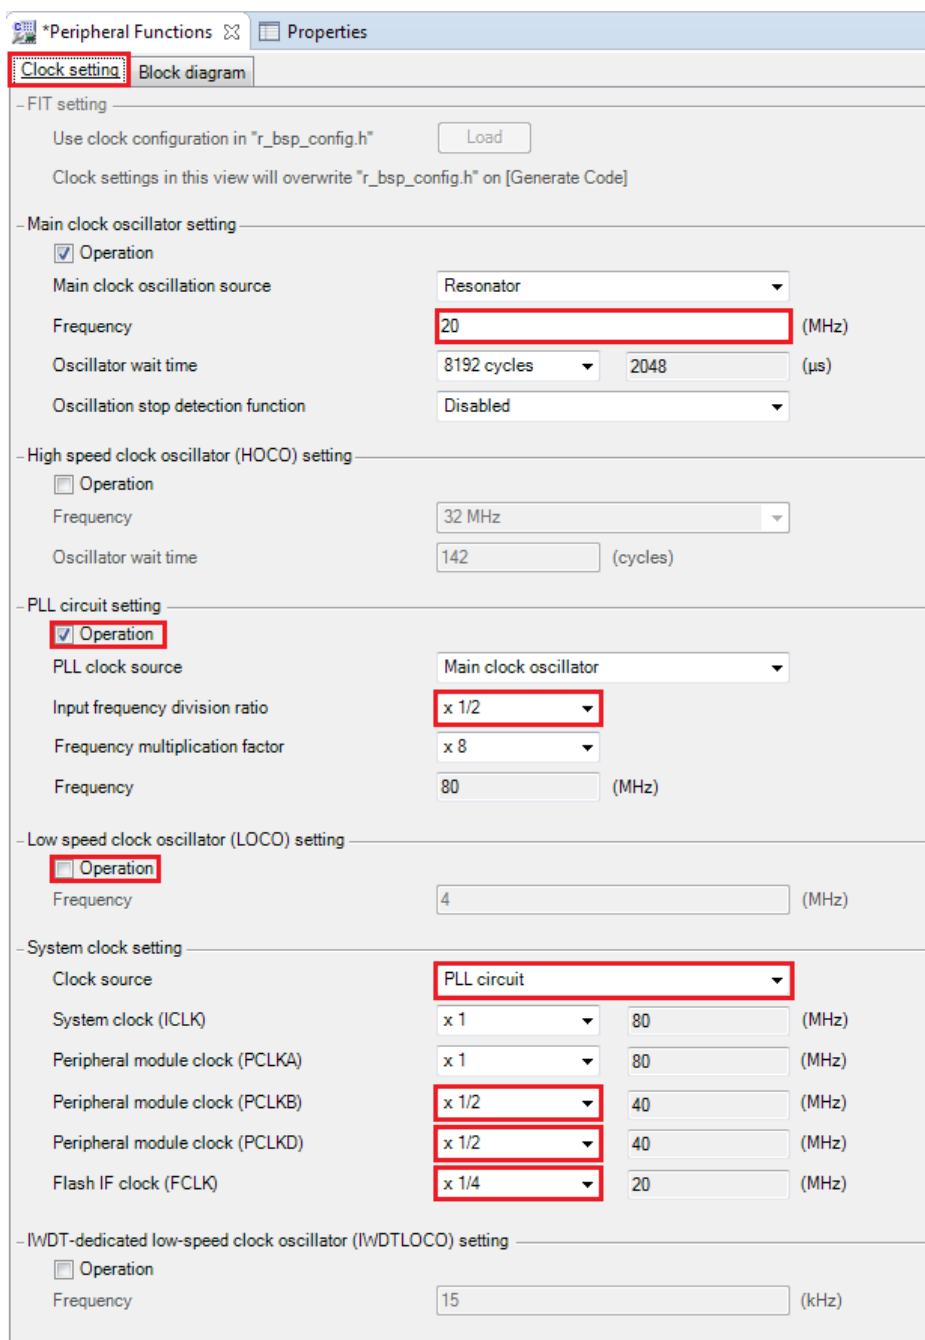 *Peripheral Functions Properties
Clock setting Block diagram
FIT setting
Use clock configuration in "r_bsp_config.h" Load
Clock settings in this view will overwrite "r_bsp_config.h" on [Generate Code]
Main clock oscillator setting
Operation
Main clock oscillation source Resonator
Frequency 20 (MHz)
Oscillator wait time 8192 cycles 2048 (µs)
Oscillation stop detection function Disabled
High speed clock oscillator (HOCO) setting
Operation
Frequency 32 MHz
Oscillator wait time 142 (cycles)
PLL circuit setting
Operation
PLL clock source Main clock oscillator
Input frequency division ratio x 1/2
Frequency multiplication factor x 8
Frequency 80 (MHz)
Low speed clock oscillator (LOCO) setting
Operation
Frequency 4 (MHz)
System clock setting
Clock source PLL circuit
System clock (ICLK) x 1 80 (MHz)
Peripheral module clock (PCLKA) x 1 80 (MHz)
Peripheral module clock (PCLKB) x 1/2 40 (MHz)
Peripheral module clock (PCLKD) x 1/2 40 (MHz)
Flash IF clock (FCLK) x 1/4 20 (MHz)
IWDT-dedicated low-speed clock oscillator (IWDTLOCO) setting
Operation
Frequency 15 (kHz)